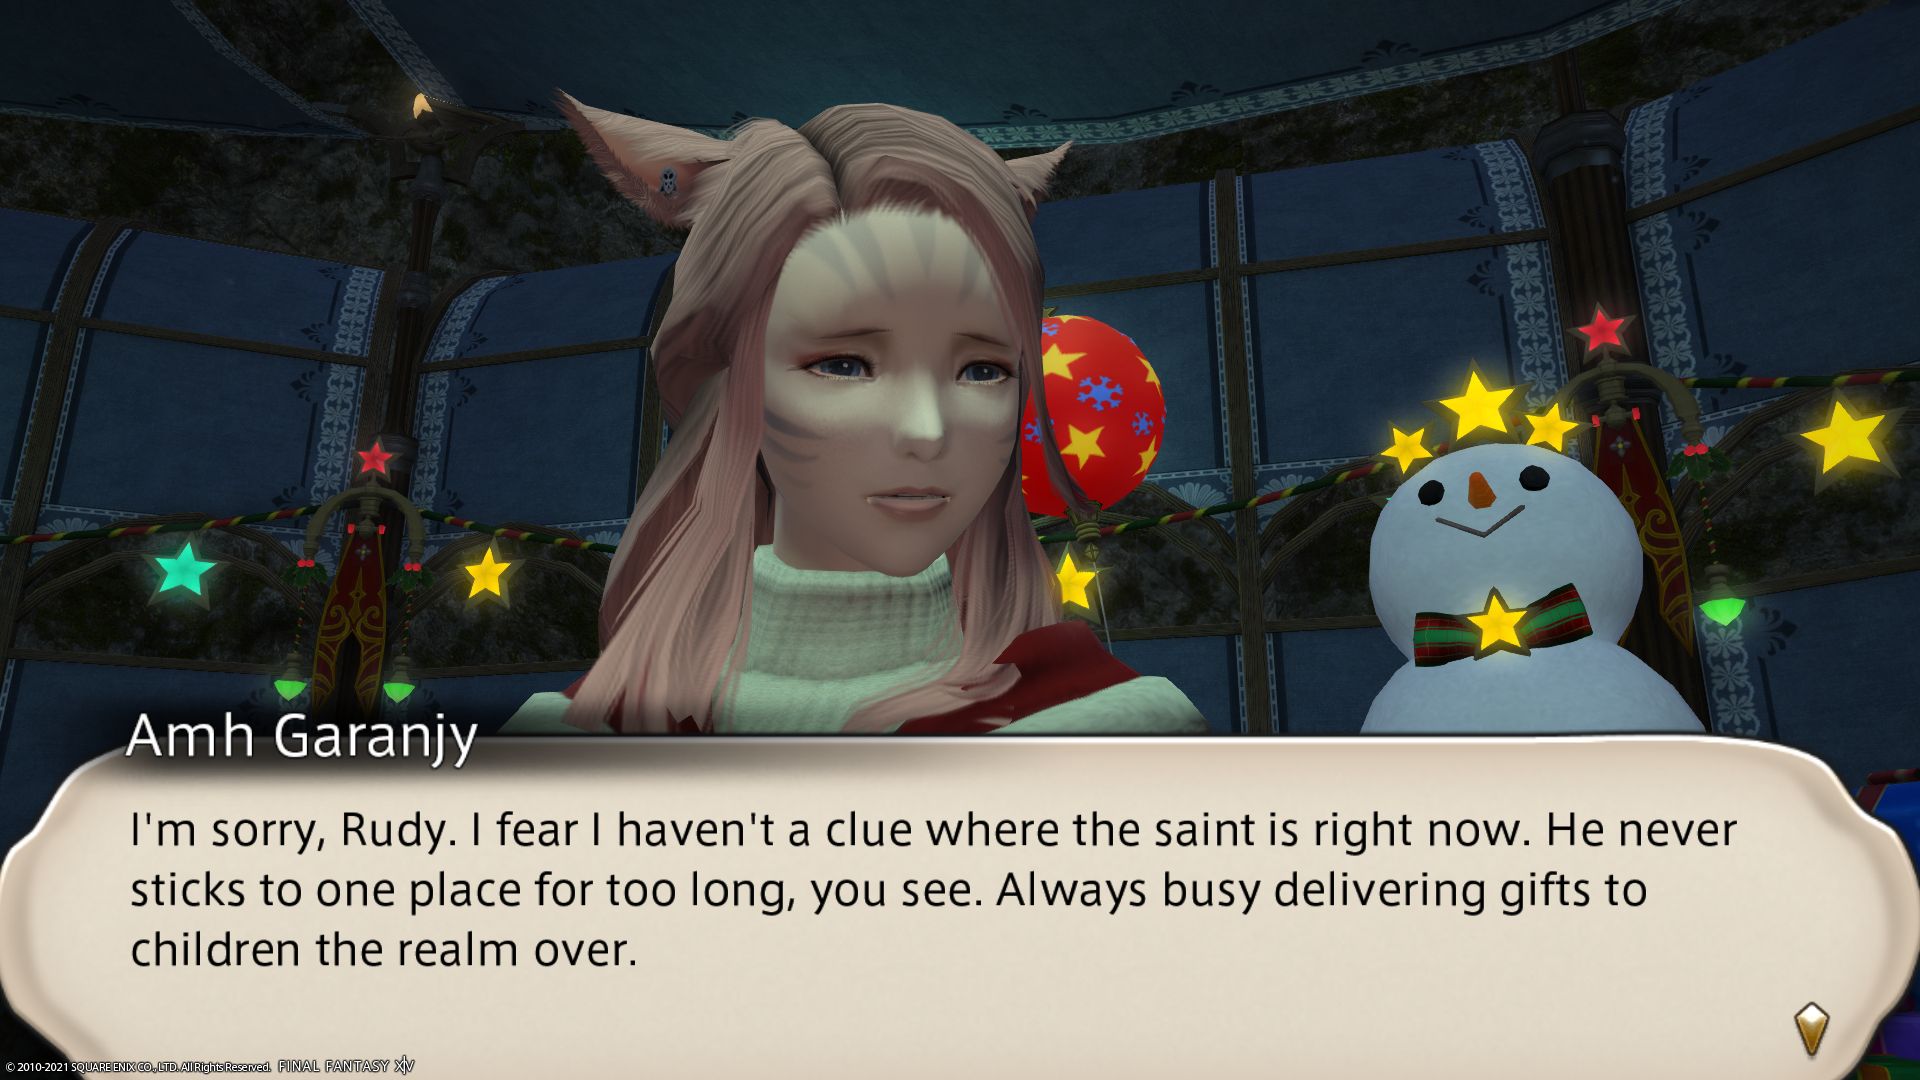 Amh Garanjy
I'm sorry, Rudy. I fear I haven't a clue where the saint is right now. He never
sticks to one place for too long, you see. Always busy delivering gifts to
children the realm over.
© 2010-2021 SQUARE ENIX CO., LTD. All Rights Reserved. FINAL FANTASY XIV